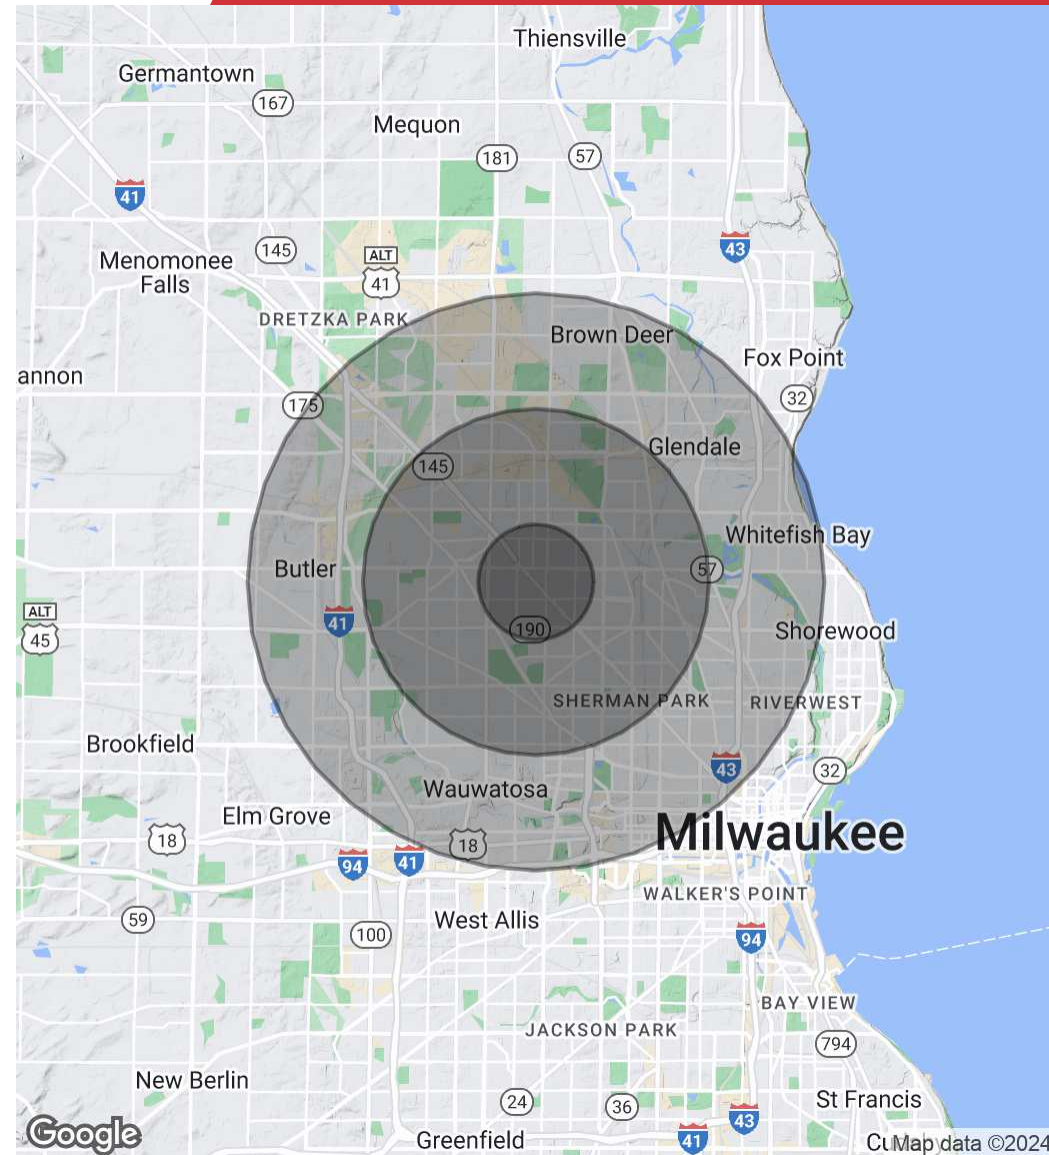 Thiensville
Germantown
167
Mequon
181
57
41
43
145
Menomonee
Falls
ALT
41
DRETZKA PARK
Brown Deer
Fox Point
annon
32
175
Glendale
145
Whitefish Bay
Butler
57
ALT
45
41
190
Shorewood
SHERMAN PARK
RIVERWEST
Brookfield
43
32
Wauwatosa
Elm Grove
Milwaukee
18
18
94
41
WALKER'S POINT
59
West Allis
100
94
BAY VIEW
JACKSON PARK
794
New Berlin
24
36
St Francis
43
Google
Greenfield
41
Map data ©2024